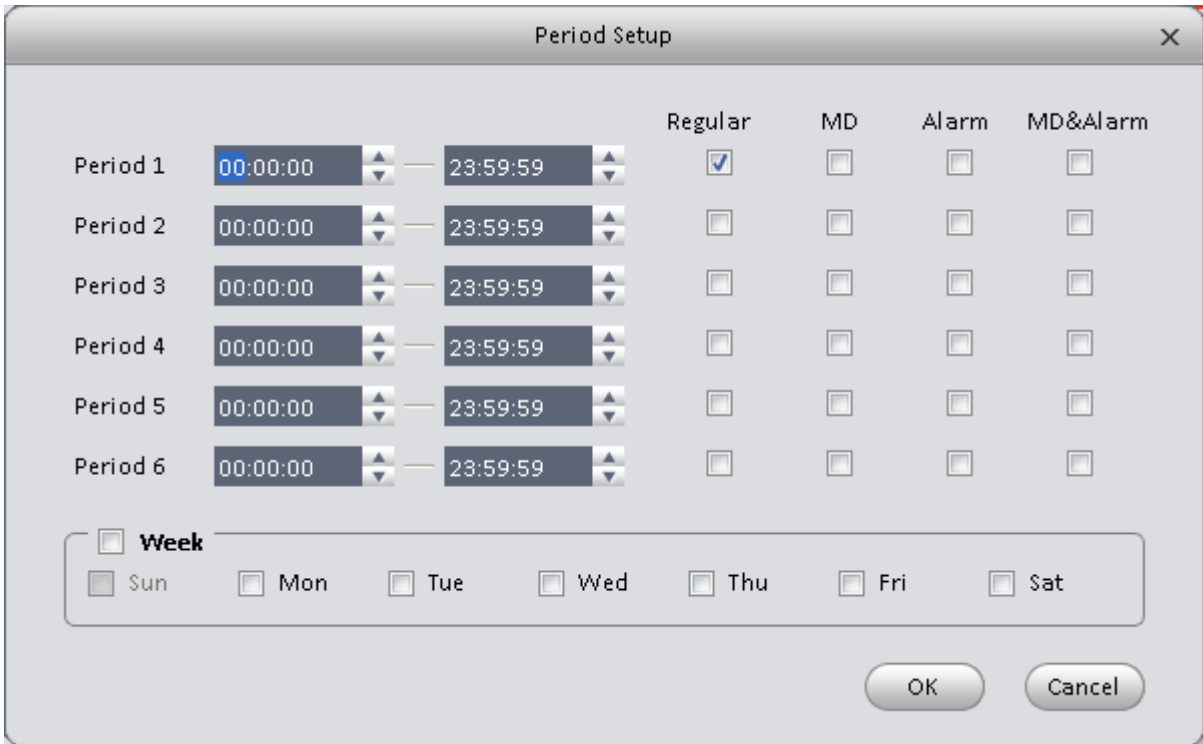 Period Setup
Regular MD Alarm MD&Alarm
Period 1 00:00:00 23:59:59
Period 2 00:00:00 23:59:59
Period 3 00:00:00 23:59:59
Period 4 00:00:00 23:59:59
Period 5 00:00:00 23:59:59
Period 6 00:00:00 23:59:59
Week
Sun Mon Tue Wed Thu Fri Sat
OK Cancel